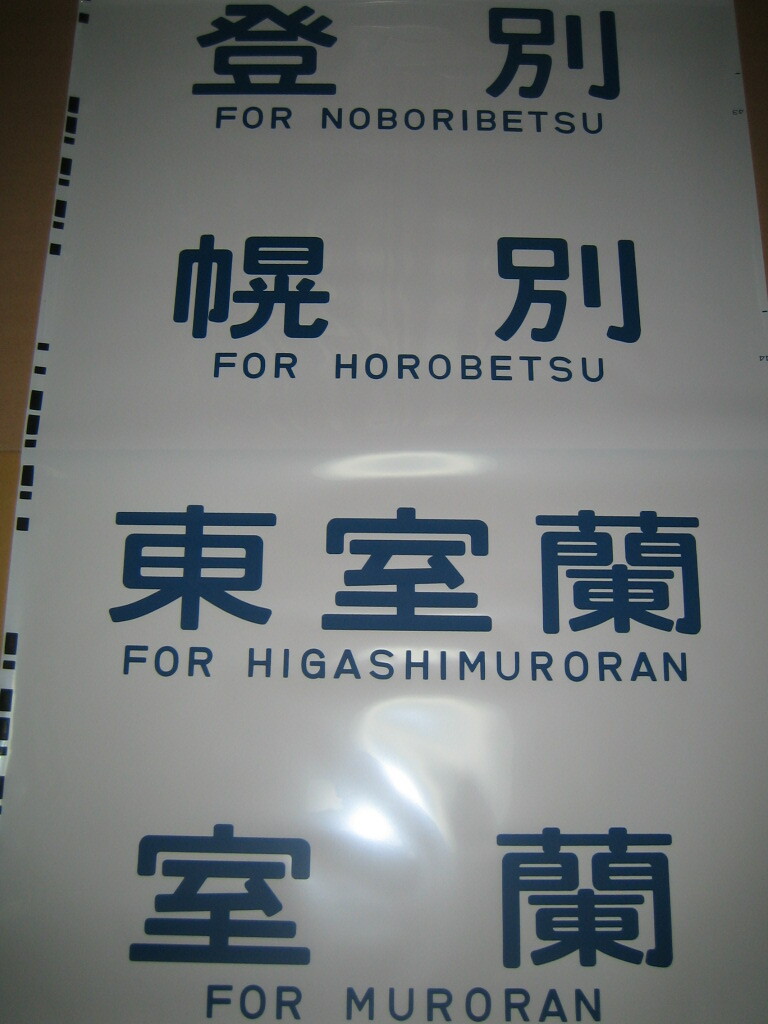 登別
FOR NOBORIBETSU
幌別
FOR HOROBETSU
東室蘭
FOR HIGASHIMURORAN
室蘭
FOR MURORAN